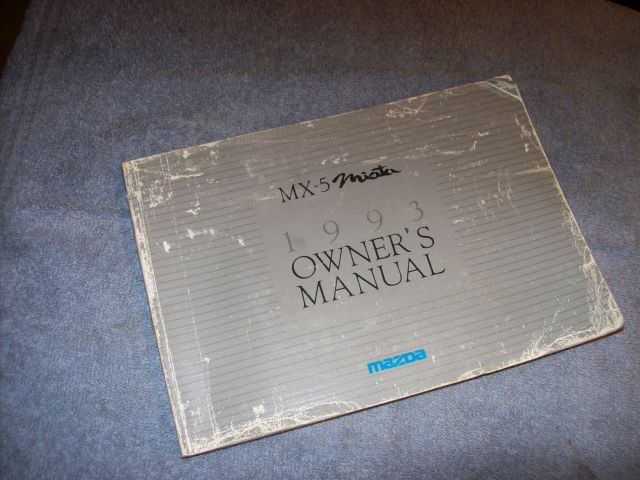 MX-5 Miata
1993
OWNER'S
MANUAL
mazda